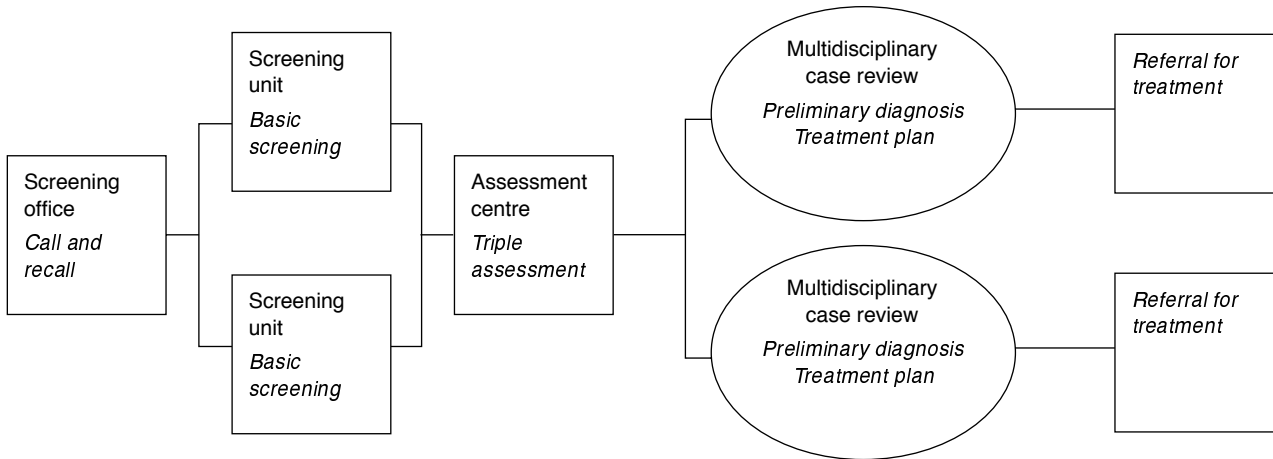 Screening
office
Call and
recall
Screening
unit
Basic
screening
Screening
unit
Basic
screening
Assessment
centre
Triple
assessment
Multidisciplinary
case review
Preliminary diagnosis
Treatment plan
Multidisciplinary
case review
Preliminary diagnosis
Treatment plan
Referral for
treatment
Referral for
treatment